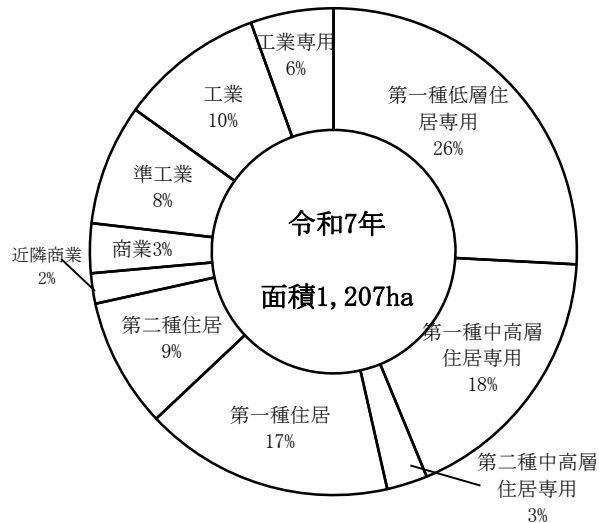 工業専用
6%
第一種低層住
居専用
26%
工業
10%
準工業
8%
令和7年
面積1,207ha
商業3%
近隣商業
2%
第二種住居
9%
第一種中高層
住居専用
18%
第一種住居
17%
第二種中高層
住居専用
3%